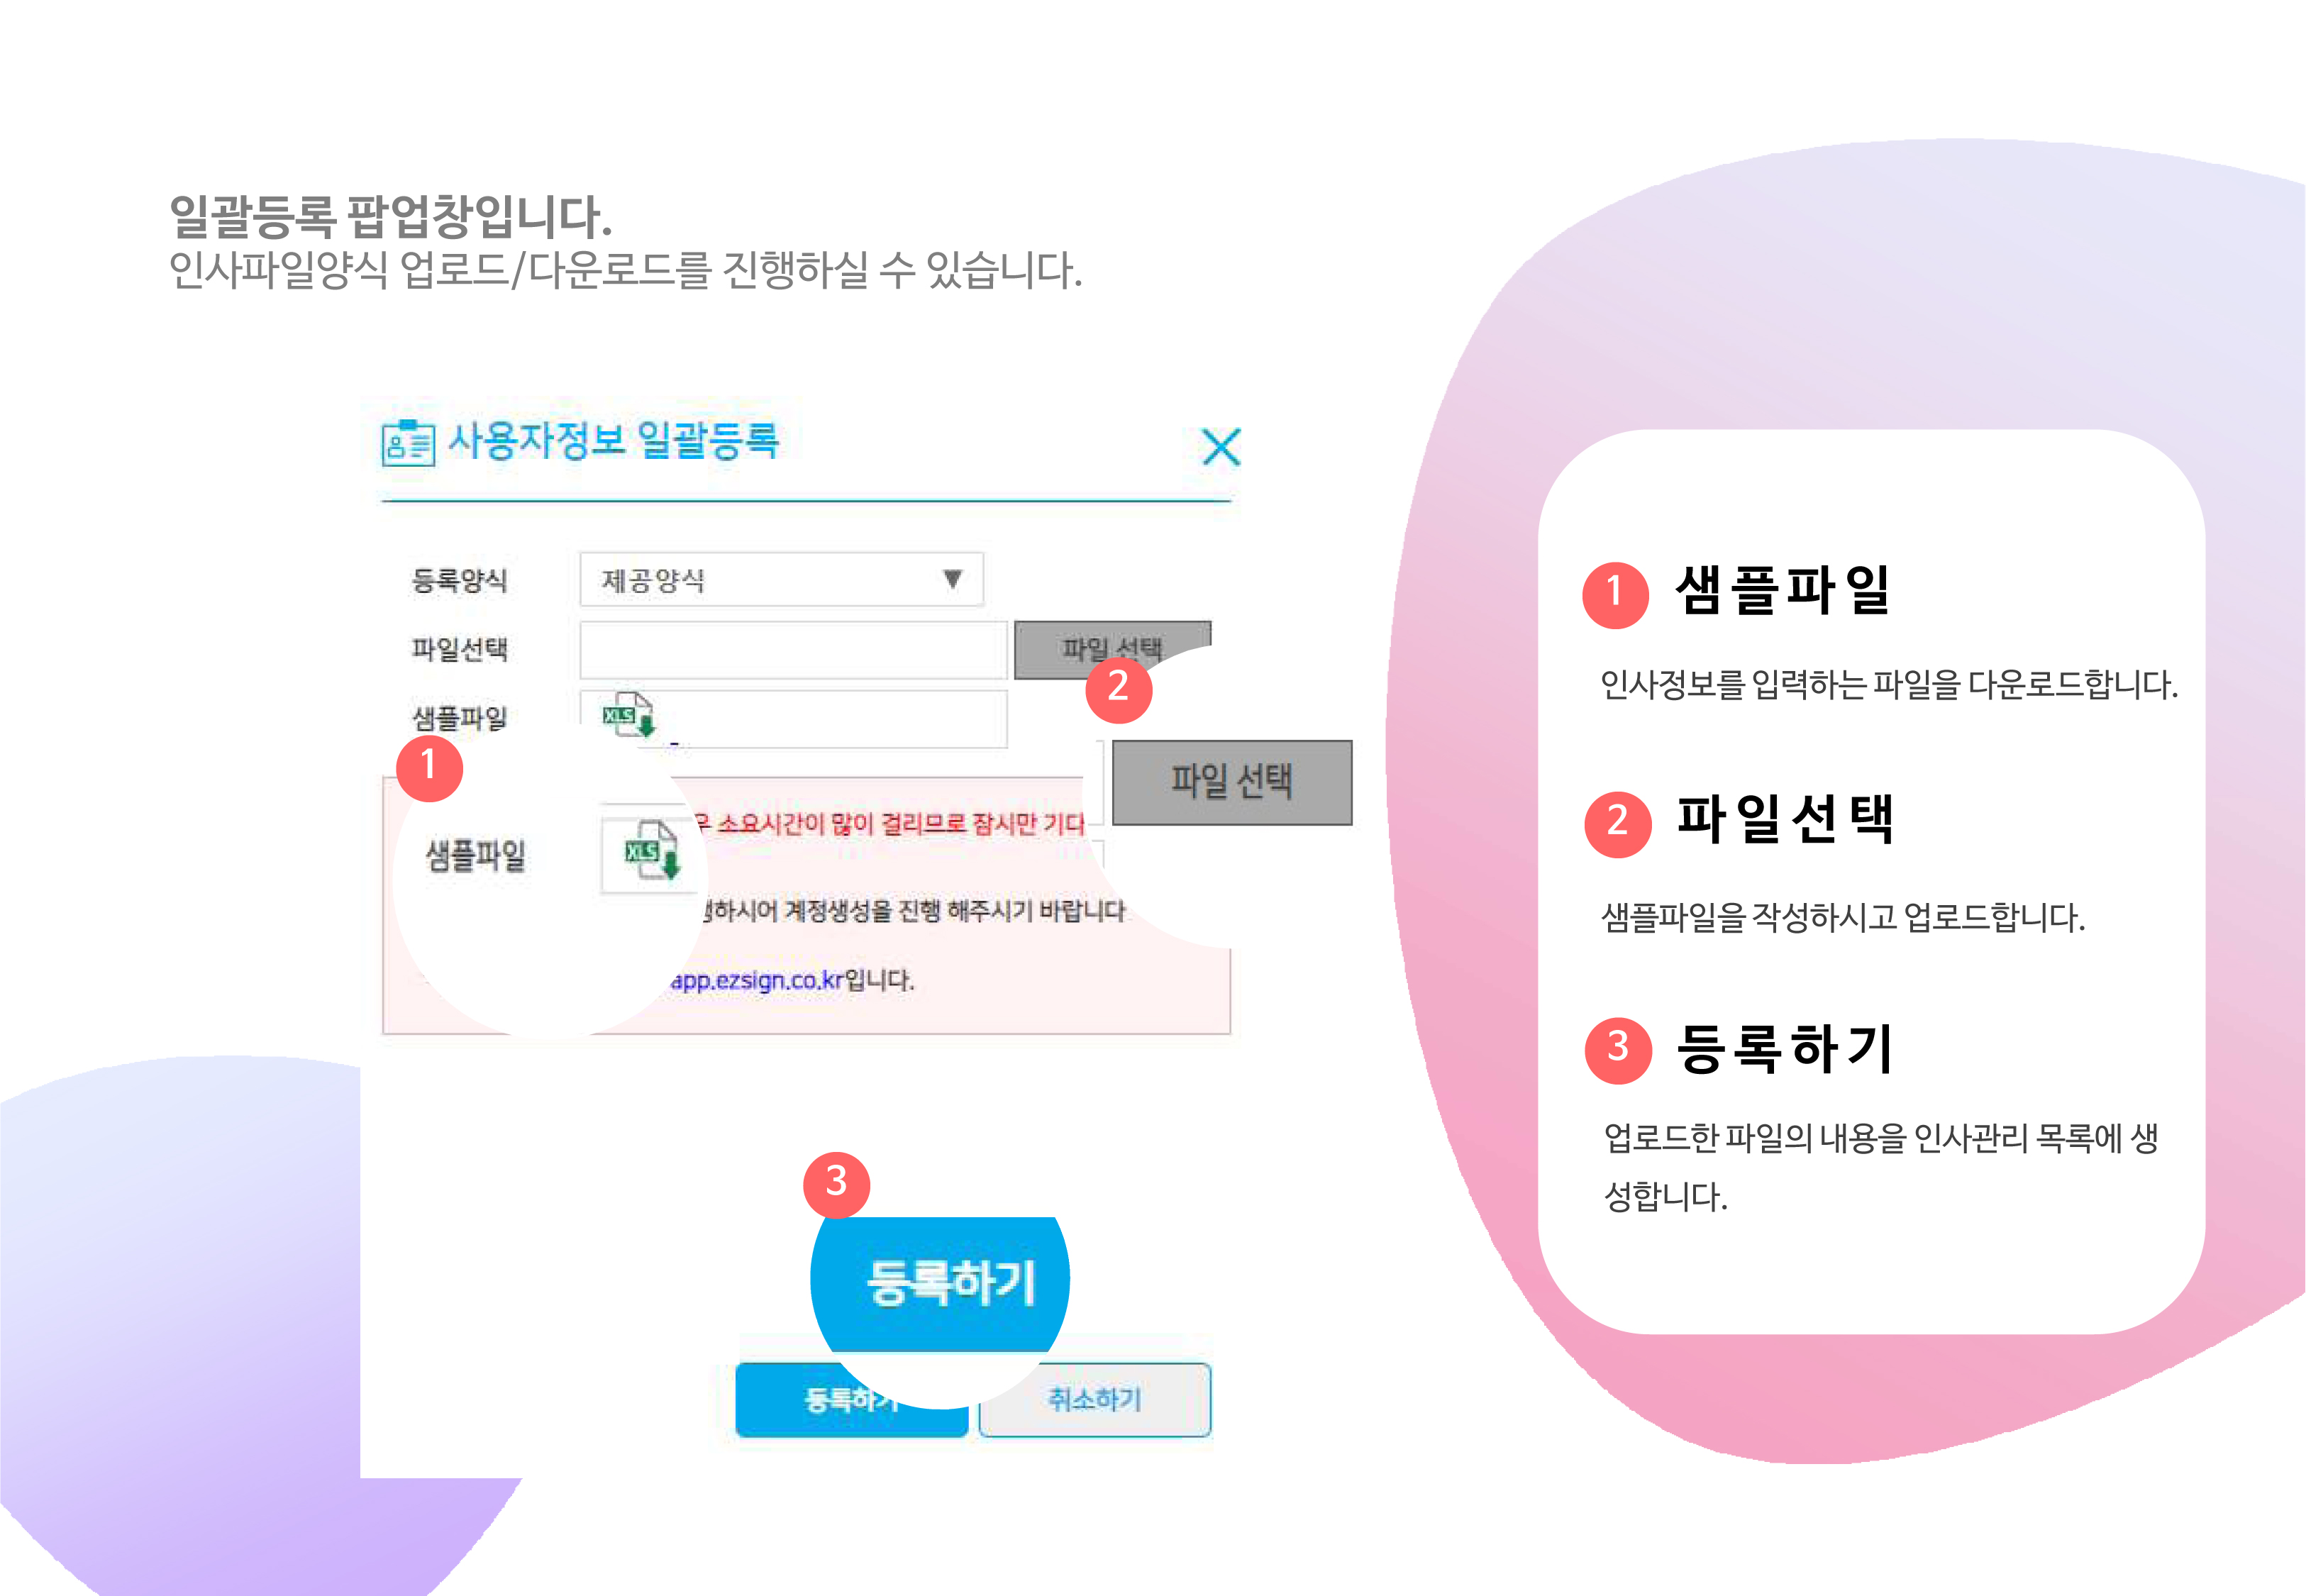 일괄등록 팝업창입니다.
인사파일양식 업로드/다운로드를 진행하실 수 있습니다.
사용자정보 일괄등록
등록양식
제공양식
파일선택
파일 선택
2
샘플파일
XLS
1
파일 선택
소요시간이 많이 걸리므로 잠시만 기다
샘플파일
XLS
하시어 계정생성을 진행 해주시기 바랍니다
app.ezsign.co.kr입니다.
3
등록하기
등록하기
취소하기
1 샘플파일
인사정보를 입력하는 파일을 다운로드합니다.
2 파일선택
샘플파일을 작성하시고 업로드합니다.
3 등록하기
업로드한 파일의 내용을 인사관리 목록에 생
성합니다.